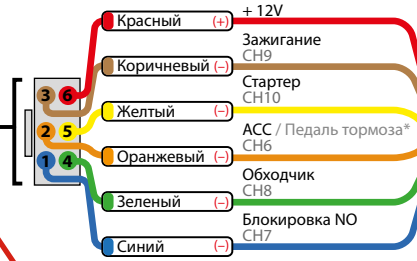 + 12V
Красный (+)
Зажигание
CH9
Коричневый (–)
Стартер
CH10
Желтый (–)
ACC / Педаль тормоза*
CH6
Оранжевый (–)
Обходчик
CH8
Зеленый (–)
Блокировка NO
CH7
Синий (–)
3 6
2 5
1 4